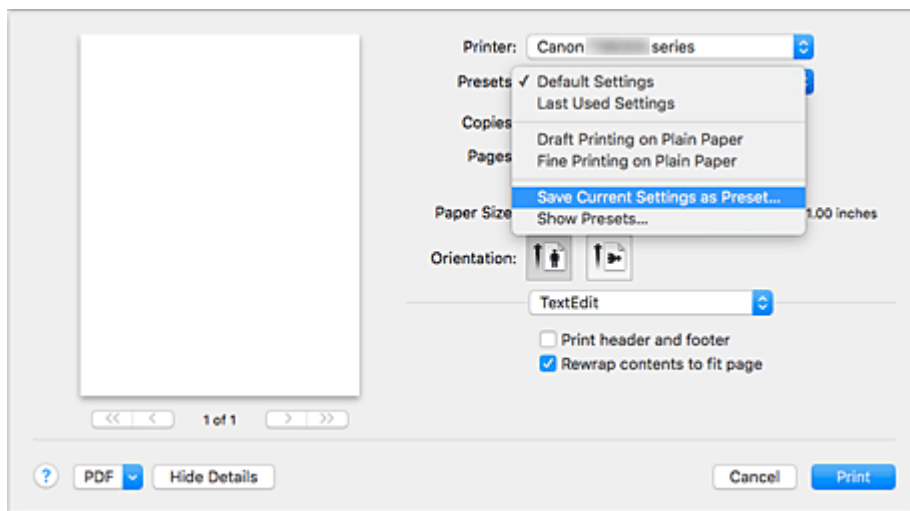 Printer: Canon series
Presets ✓ Default Settings
Last Used Settings
Copies
Draft Printing on Plain Paper
Pages
Fine Printing on Plain Paper
Save Current Settings as Preset...
Paper Size
1.00 inches
Show Presets...
Orientation:
TextEdit
Print header and footer
Rewrap contents to fit page
<< < 1 of 1 > >>
? PDF Hide Details Cancel Print